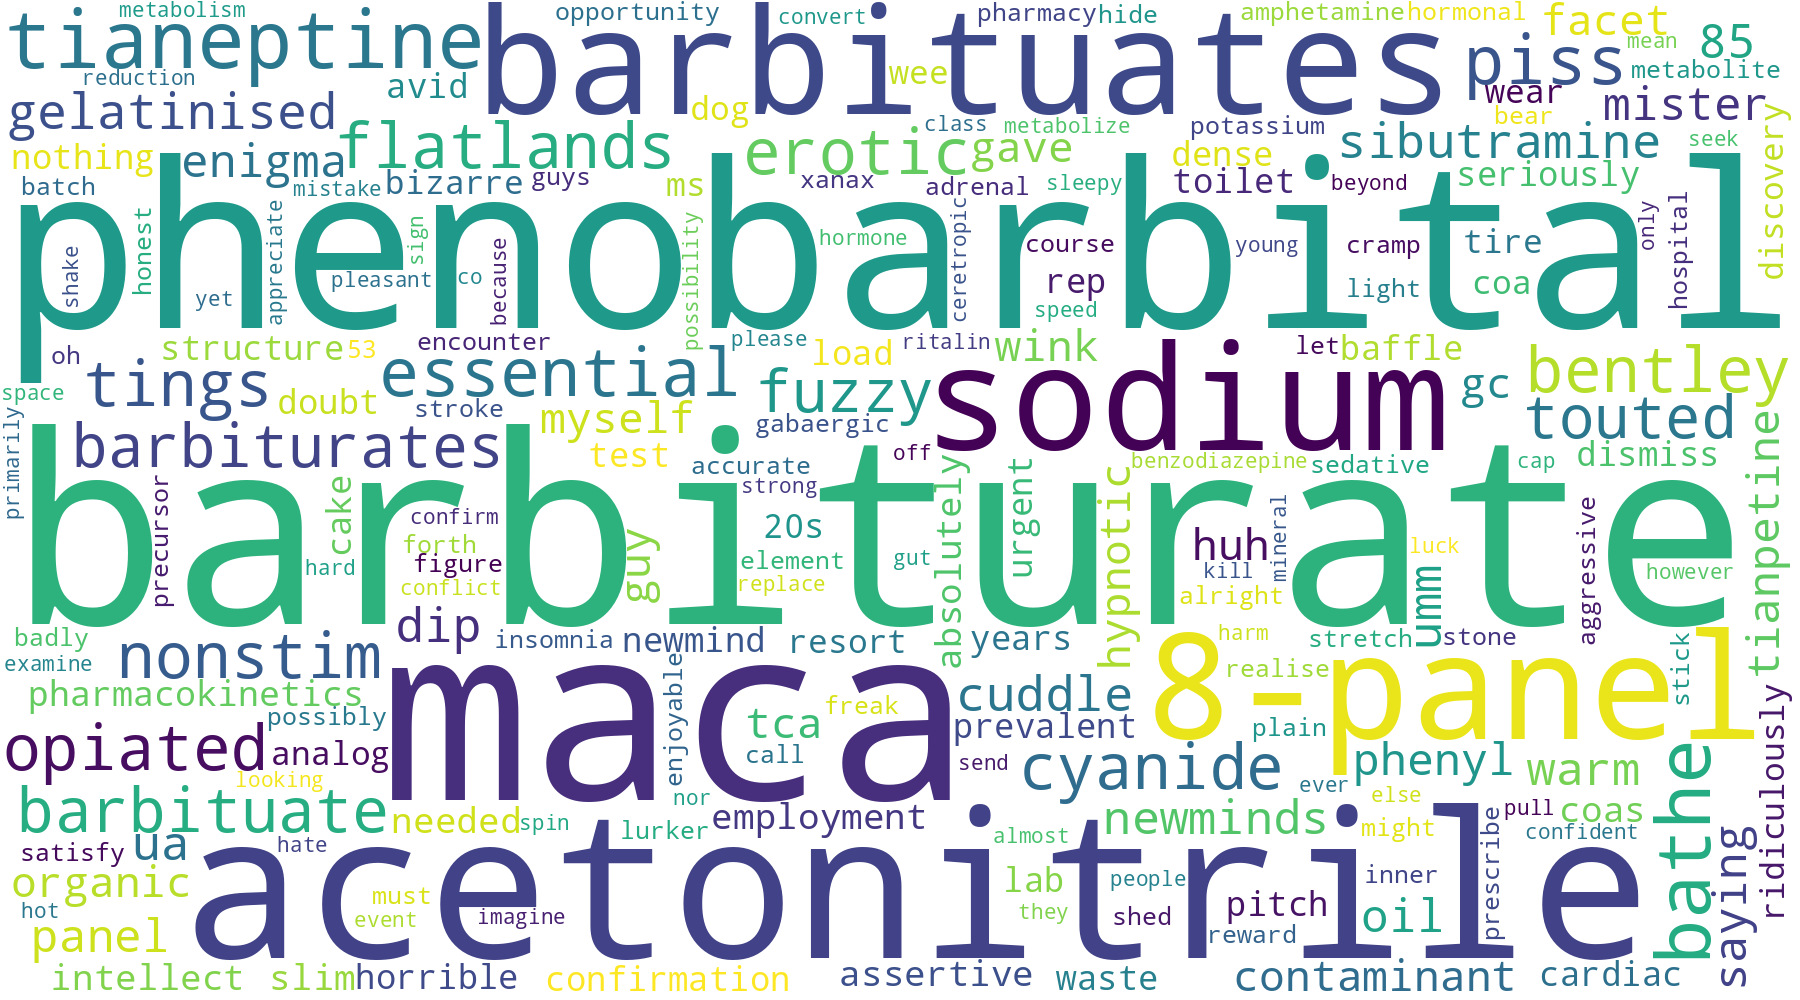 metabolism
opportunity
convert
pharmacy
hide
amphetamine
hormonal
facet
tianeptine
barbituates
piss
mean
85
reduction
avid
wee
metabolite
gelatinised
dog
wear
mister
flatlands
class
metabolize
potassium
bear
discovery
nothing
enigma
erotic
gave
dense
sibutramine
seek
batch
mistake
bizarre
guys
ms
xanax
adrenal
sleepy
toilet
beyond
seriously
phenobarbital
shake
honest
appreciate
sign
because
possibility
hormone
ceretropic
course
young
cramp
tire
only
hospital
yet
pleasant
co
rep
light
coa
speed
oh
structure
53
encounter
please
load
ritalin
wink
let
baffle
bentley
space
tings
doubt
essential
stroke
myself
fuzzy
sodium
gc
touted
primarily
barbiturates
test
gabaergic
off
accurate
strong
benzodiazepine
sedative
cap
dismiss
tianpetine
barbiturate
precursor
cake
confirm
20s
absolutely
urgent
hypnotic
forth
hard
figure
conflict
guy
element
replace
gut
huh
kill
mineral
luck
however
alright
umm
aggressive
badly
examine
nonstim
dip
insomnia
newmind
resort
years
harm
stretch
stone
8-panel
realise
stick
ridiculously
pharmacokinetics
maca
possibly
enjoyable
tca
freak
cuddle
prevalent
plain
opiated
analog
call
looking
send
cyanide
ever
phenyl
warm
barbituate
nor
needed
spin
lurker
employment
newminds
else
pull
coas
bathe
satisfy
ua
hate
almost
might
confident
saying
acetonitrile
organic
hot
must
event
imagine
lab
people
they
shed
inner
pitch
reward
oil
prescribe
panel
intellect
slim
horrible
confirmation
assertive
waste
contaminant
cardiac